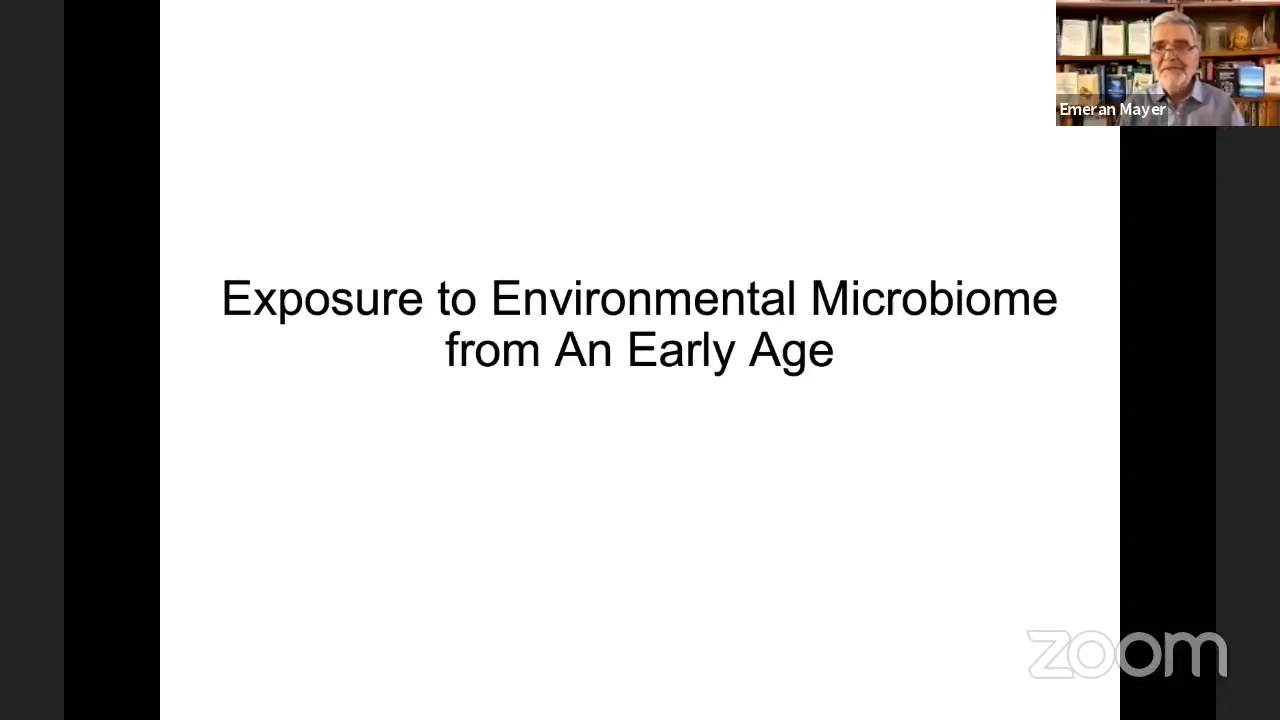 Emeran Mayer
Exposure to Environmental Microbiome
from An Early Age
zoom